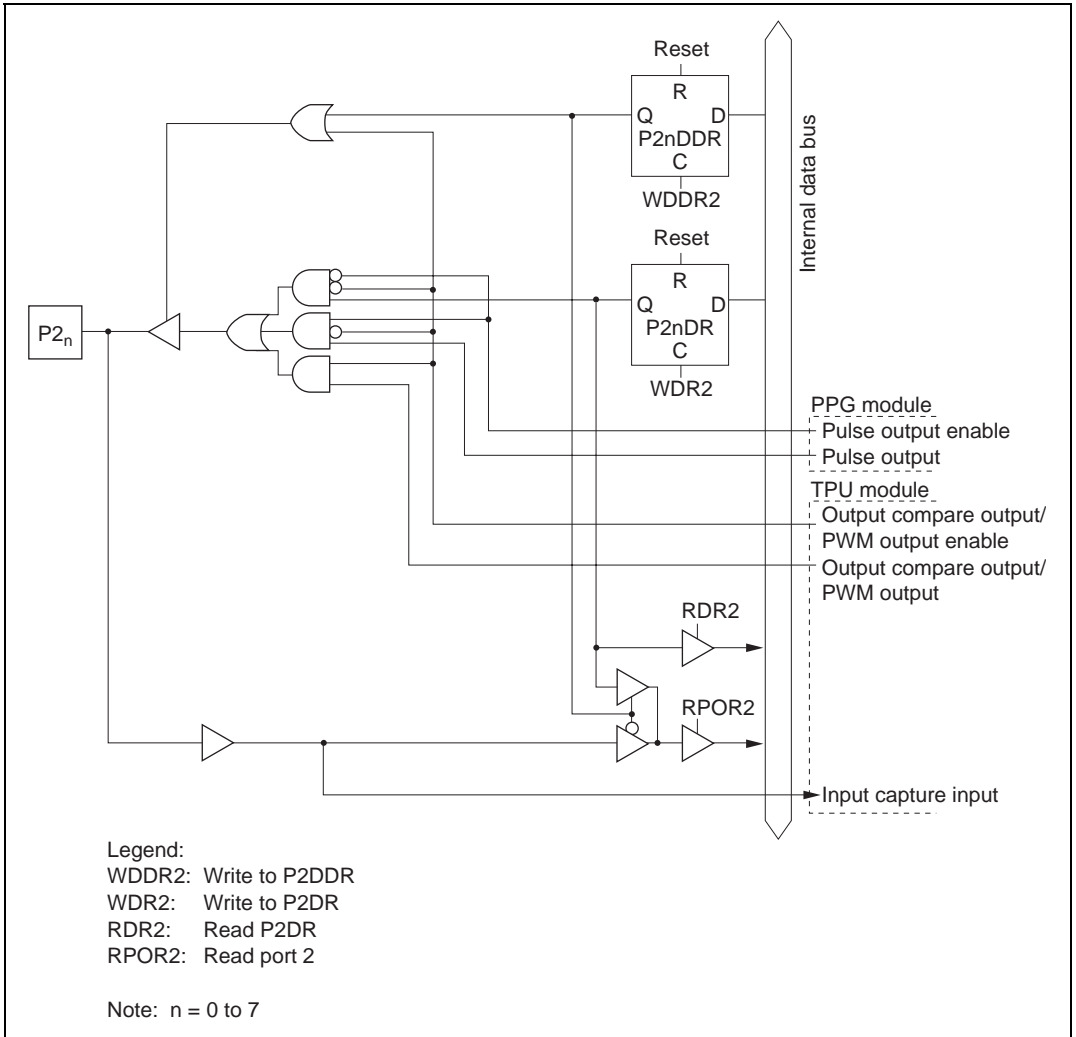 Reset
R
Q D
P2nDDR
C
WDDR2
Internal data bus
Reset
R
Q D
P2nDR
C
WDR2
P2n
PPG module
Pulse output enable
Pulse output
TPU module
Output compare output/
PWM output enable
Output compare output/
PWM output
RDR2
RPOR2
Input capture input
Legend:
WDDR2: Write to P2DDR
WDR2: Write to P2DR
RDR2: Read P2DR
RPOR2: Read port 2
Note: n = 0 to 7